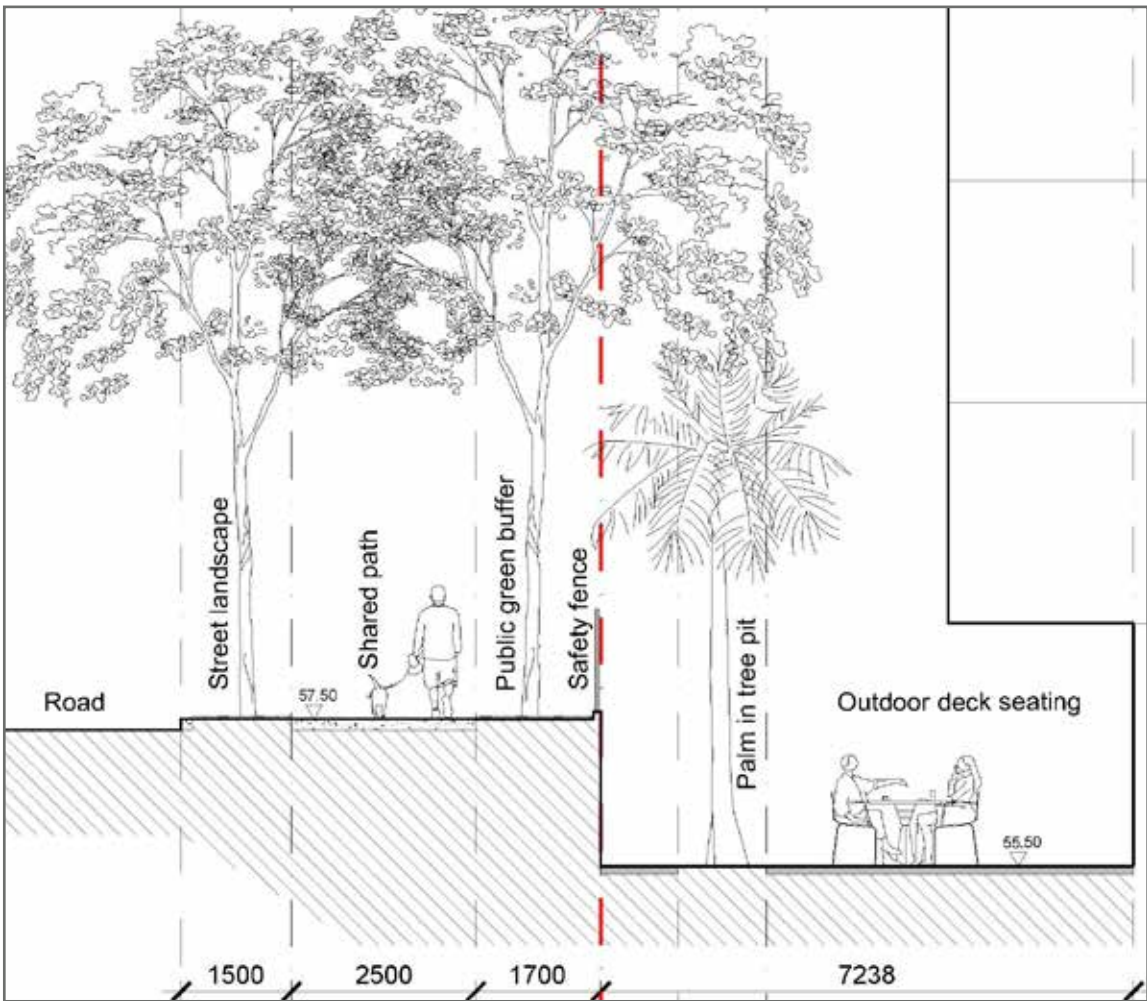 Road
Street landscape
57.50
Shared path
Public green buffer
Safety fence
Palm in tree pit
Outdoor deck seating
55.50
1500
2500
1700
7238